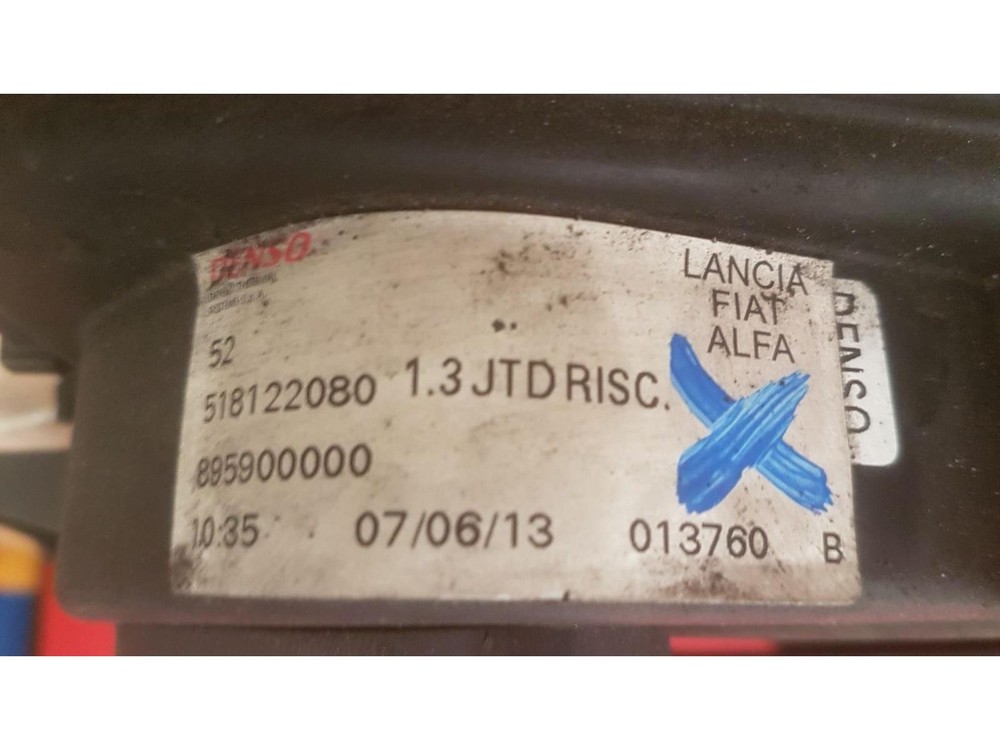 DENSO
LANCIA
FIAT
ALFA
52
518122080 1.3 JTD RISC.
895900000
10:35 07/06/13 013760 B
DENSO